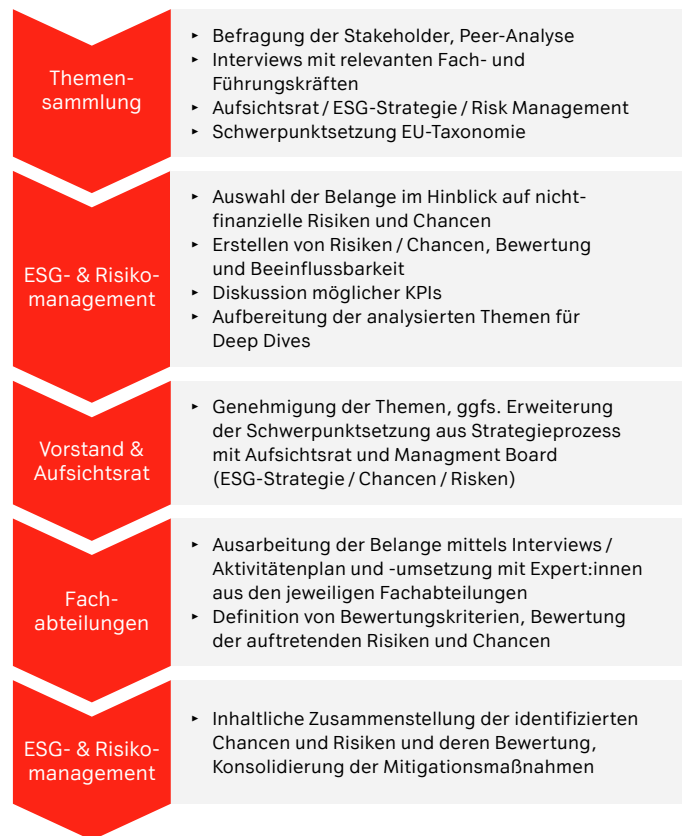 Themen-
sammlung
▸ Befragung der Stakeholder, Peer-Analyse
▸ Interviews mit relevanten Fach- und
Führungskräften
▸ Aufsichtsrat / ESG-Strategie / Risk Management
▸ Schwerpunktsetzung EU-Taxonomie
ESG- & Risiko-
management
▸ Auswahl der Belange im Hinblick auf nicht-
finanzielle Risiken und Chancen
▸ Erstellen von Risiken / Chancen, Bewertung
und Beeinflussbarkeit
▸ Diskussion möglicher KPIs
▸ Aufbereitung der analysierten Themen für
Deep Dives
Vorstand &
Aufsichtsrat
▸ Genehmigung der Themen, ggfs. Erweiterung
der Schwerpunktsetzung aus Strategieprozess
mit Aufsichtsrat und Managment Board
(ESG-Strategie / Chancen / Risken)
Fach-
abteilungen
▸ Ausarbeitung der Belange mittels Interviews /
Aktivitätenplan und -umsetzung mit Expert:innen
aus den jeweiligen Fachabteilungen
▸ Definition von Bewertungskriterien, Bewertung
der auftretenden Risiken und Chancen
ESG- & Risiko-
management
▸ Inhaltliche Zusammenstellung der identifizierten
Chancen und Risiken und deren Bewertung,
Konsolidierung der Mitigationsmaßnahmen